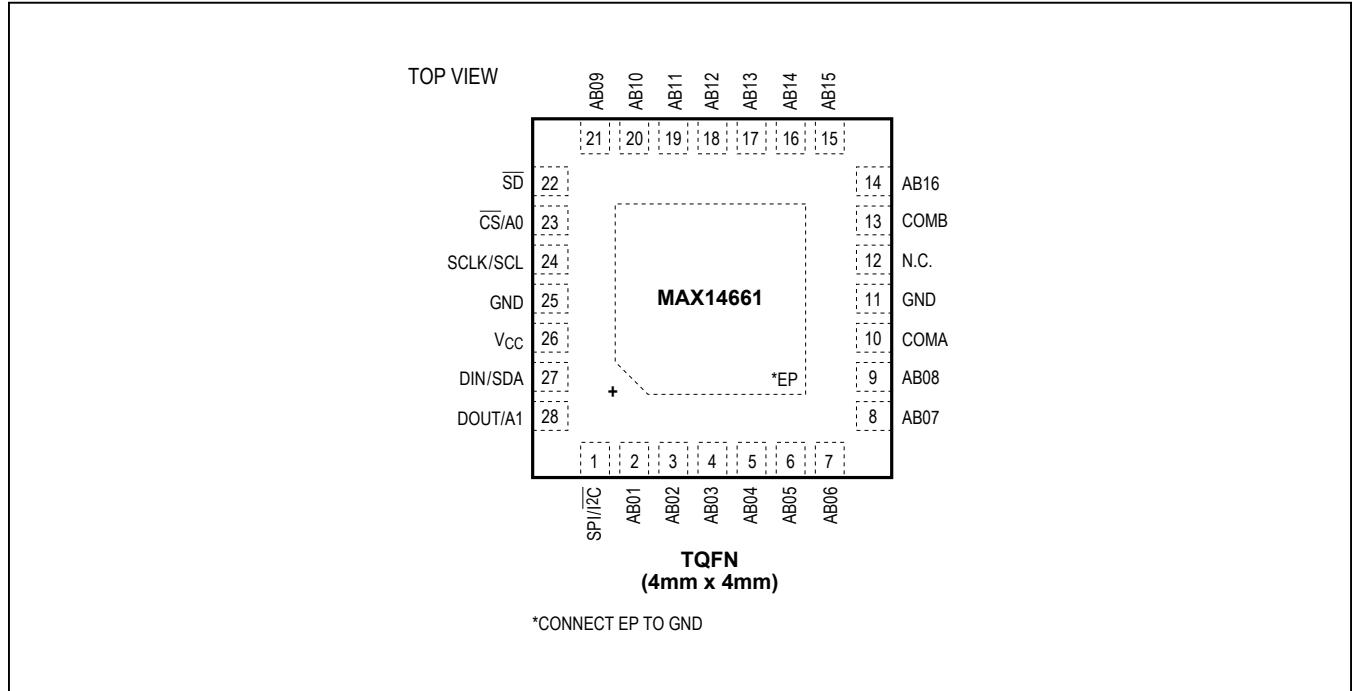 TOP VIEW
AB09
AB10
AB11
AB12
AB13
AB14
AB15
21 20 19 18 17 16 15
S̅D̅ 22
C̅S̅/A0 23
SCLK/SCL 24
GND 25
VCC 26
DIN/SDA 27
DOUT/A1 28
14 AB16
13 COMB
12 N.C.
11 GND
10 COMA
9 AB08
8 AB07
MAX14661
*EP
+
1 2 3 4 5 6 7
SPI/I̅2̅C̅
AB01
AB02
AB03
AB04
AB05
AB06
TQFN
(4mm x 4mm)
*CONNECT EP TO GND